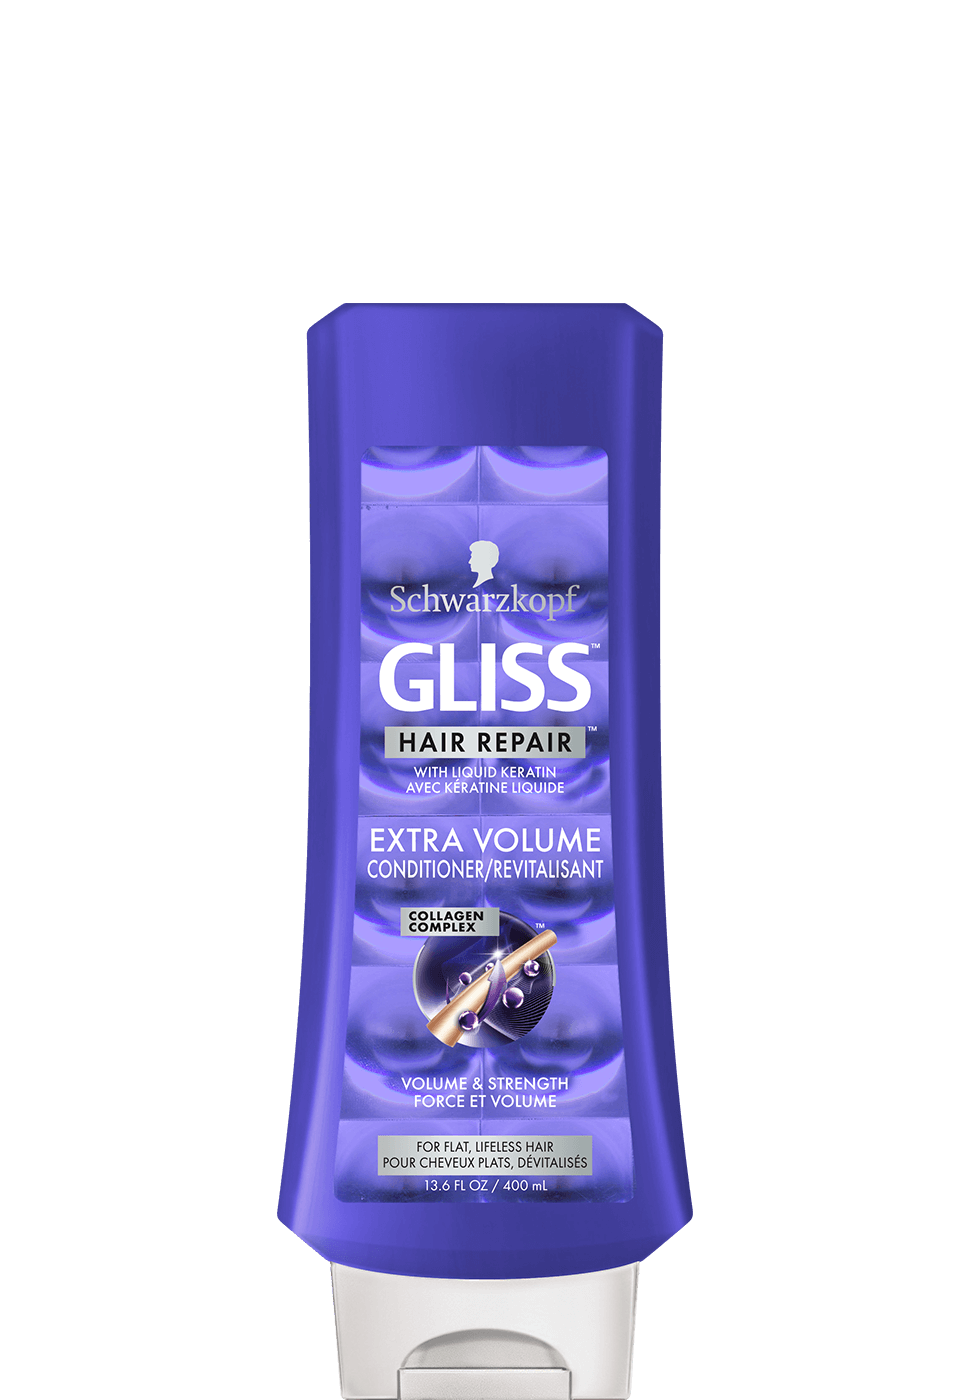 Schwarzkopf
GLISS™
HAIR REPAIR™
WITH LIQUID KERATIN
AVEC KÉRATINE LIQUIDE
EXTRA VOLUME
CONDITIONER/REVITALISANT
COLLAGEN
COMPLEX™
VOLUME & STRENGTH
FORCE ET VOLUME
FOR FLAT, LIFELESS HAIR
POUR CHEVEUX PLATS, DÉVITALISÉS
13.6 FL OZ / 400 mL